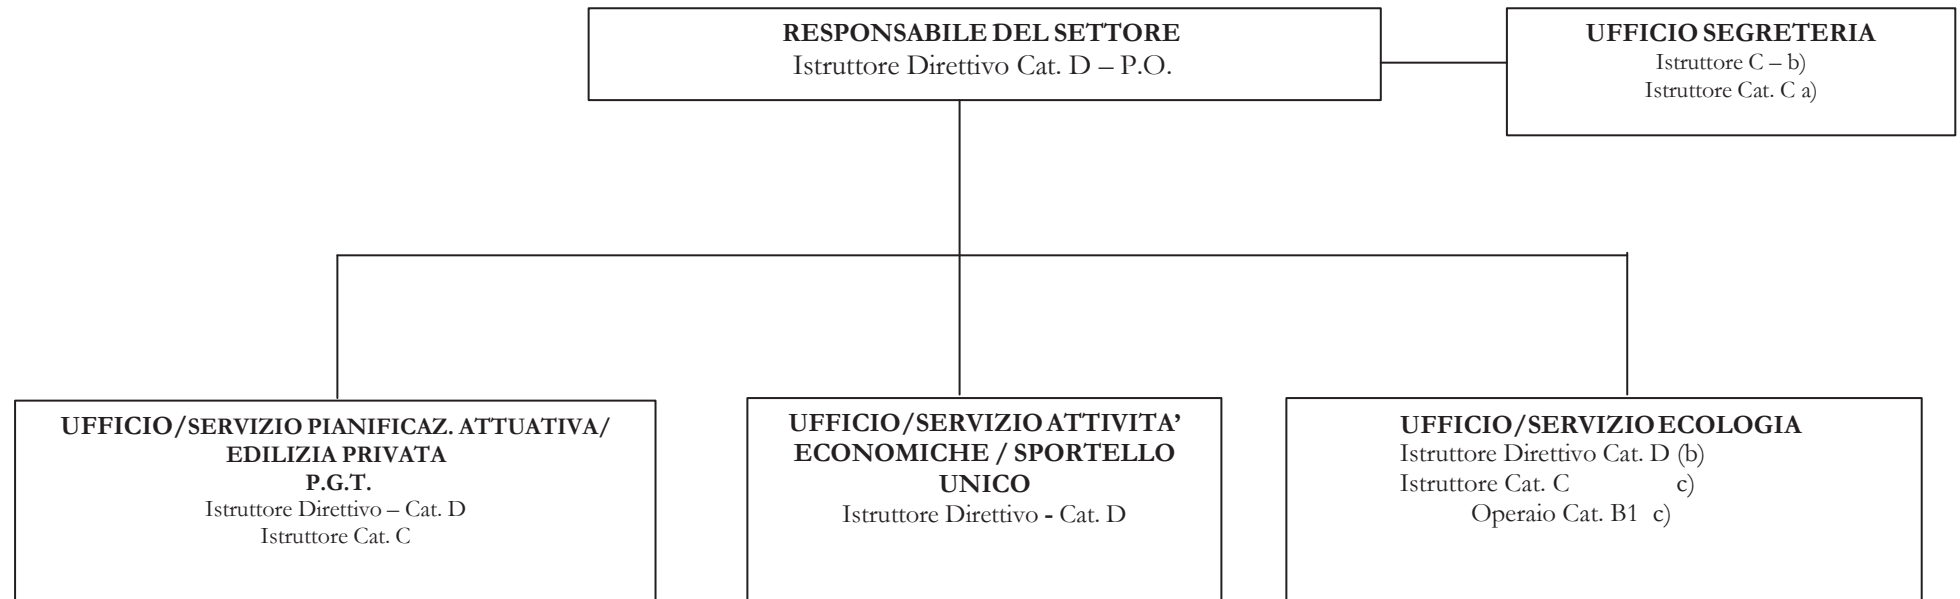 RESPONSABILE DEL SETTORE
Istruttore Direttivo Cat. D – P.O.
UFFICIO SEGRETERIA
Istruttore C – b)
Istruttore Cat. C a)
UFFICIO/SERVIZIO PIANIFICAZ. ATTUATIVA/
EDILIZIA PRIVATA
P.G.T.
Istruttore Direttivo – Cat. D
Istruttore Cat. C
UFFICIO/SERVIZIO ATTIVITA’
ECONOMICHE / SPORTELLO
UNICO
Istruttore Direttivo - Cat. D
UFFICIO/SERVIZIO ECOLOGIA
Istruttore Direttivo Cat. D (b)
Istruttore Cat. C c)
Operaio Cat. B1 c)